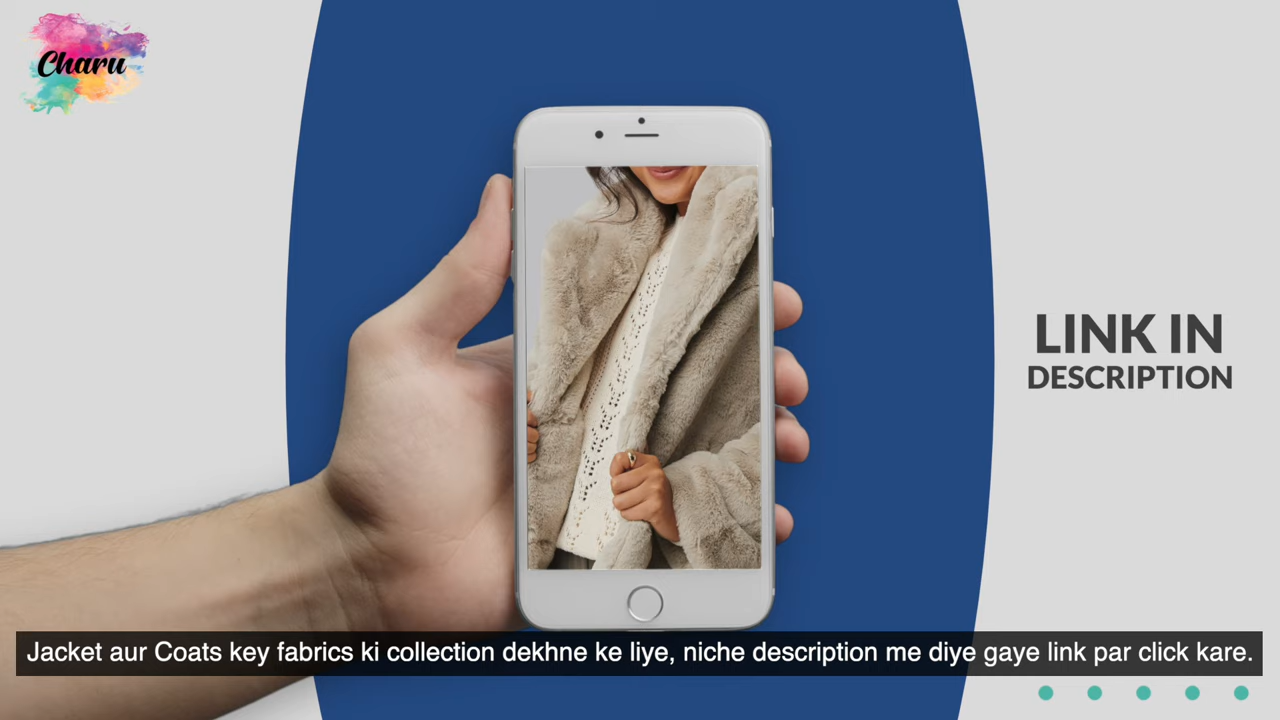 Charu
LINK IN
DESCRIPTION
Jacket aur Coats key fabrics ki collection dekhne ke liye, niche description me diye gaye link par click kare.